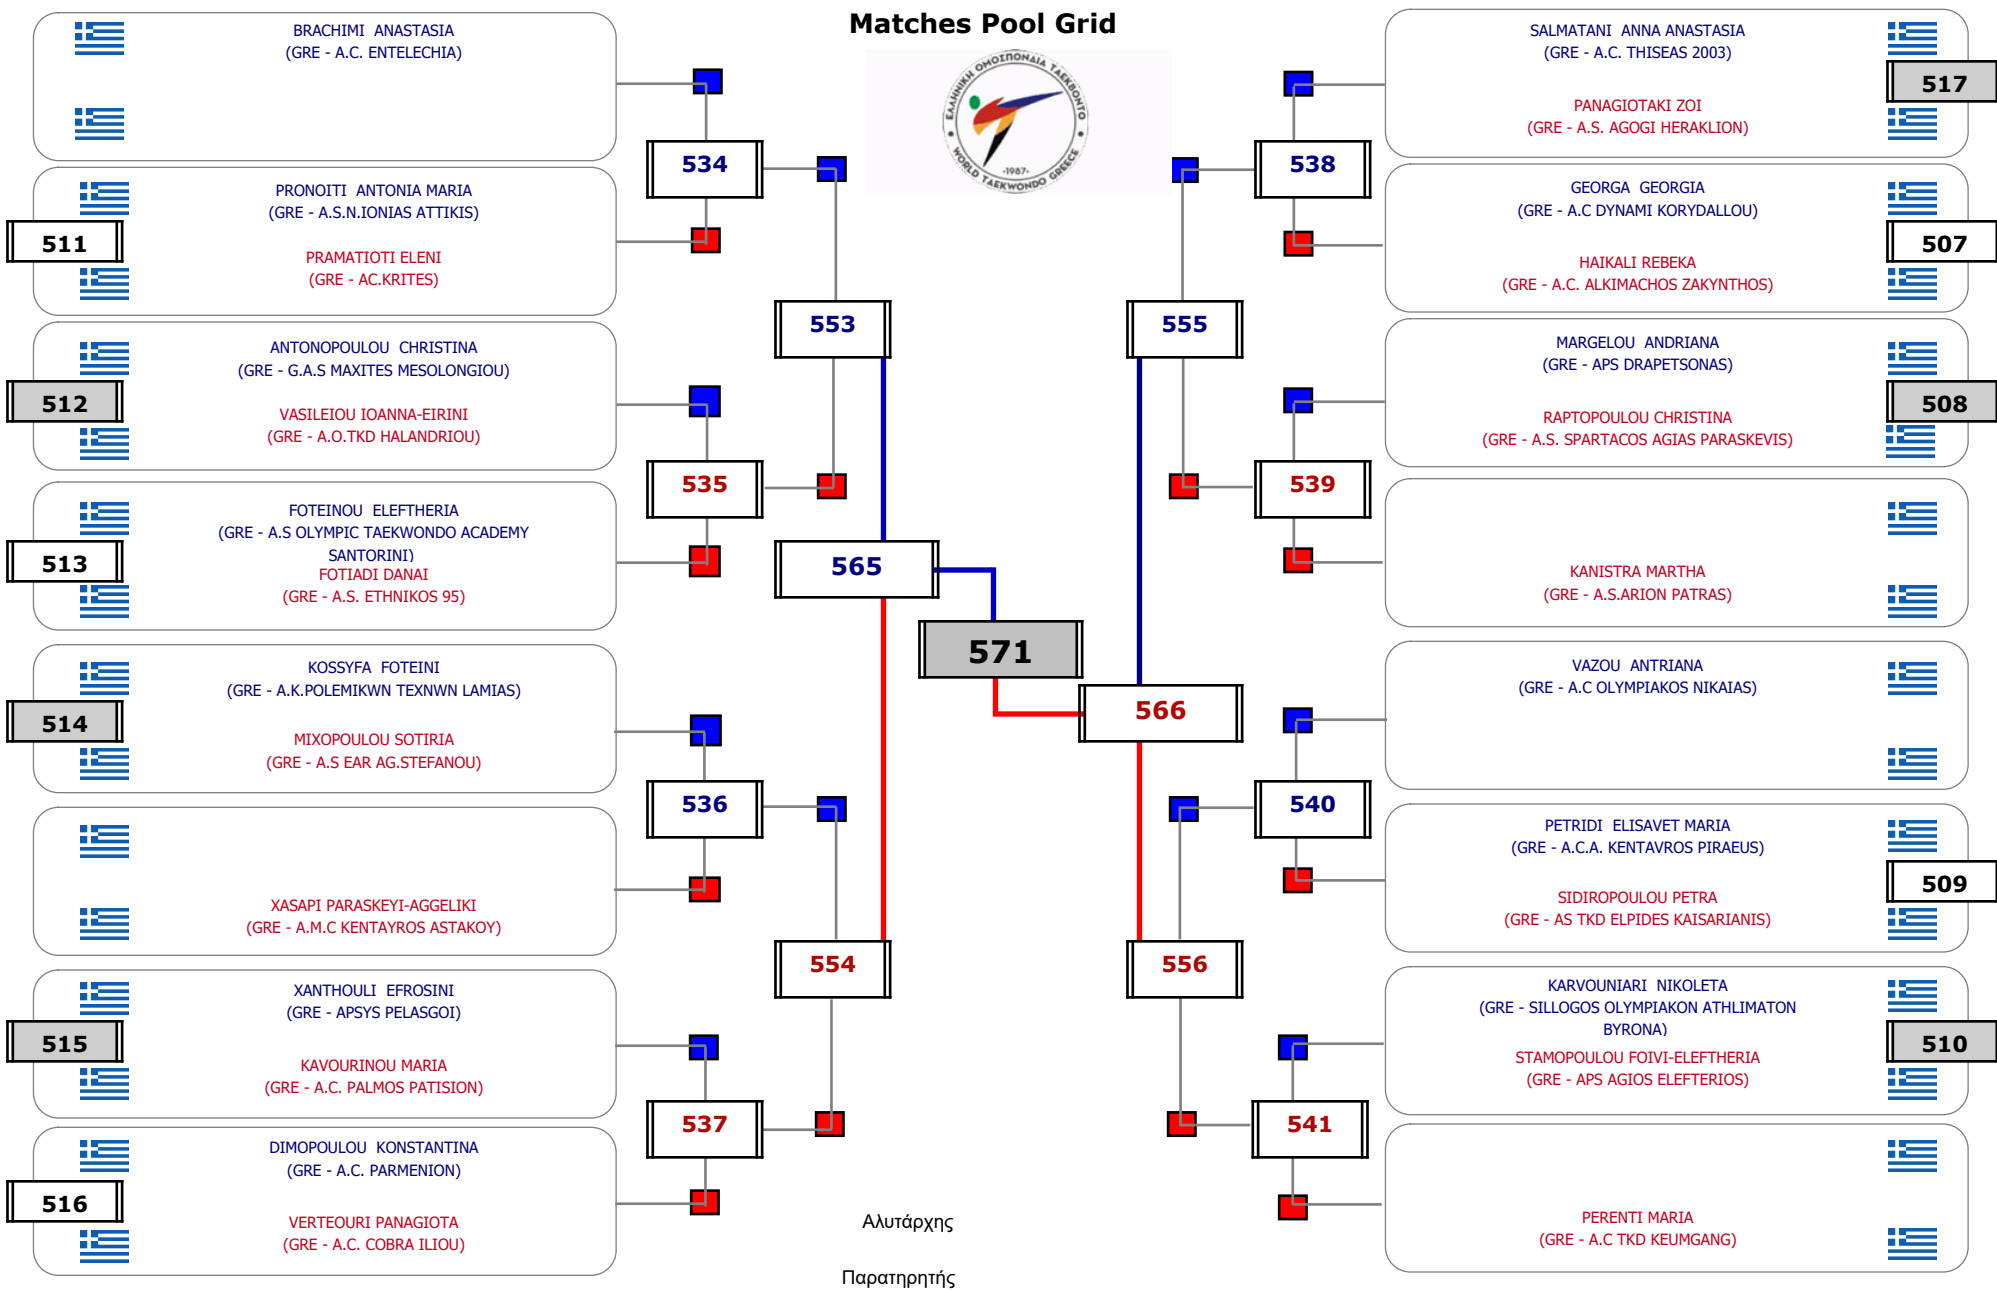 Matches Pool Grid
BRACHIMI ANASTASIA
(GRE - A.C. ENTELECHIA)
PRONOITI ANTONIA MARIA
(GRE - A.S.N.IONIAS ATTIKIS)
511
PRAMATIOTI ELENI
(GRE - AC.KRITES)
ANTONOPOULOU CHRISTINA
(GRE - G.A.S MAXITES MESOLONGIOU)
512
VASILEIOU IOANNA-EIRINI
(GRE - A.O.TKD HALANDRIOU)
FOTEINOU ELEFTHERIA
(GRE - A.S OLYMPIC TAEKWONDO ACADEMY
SANTORINI)
513
FOTIADI DANAI
(GRE - A.S. ETHNIKOS 95)
KOSSYFA FOTEINI
(GRE - A.K.POLEMIKWN TEXNWN LAMIAS)
514
MIXOPOULOU SOTIRIA
(GRE - A.S EAR AG.STEFANOU)
XASAPI PARASKEYI-AGGELIKI
(GRE - A.M.C KENTAYROS ASTAKOY)
XANTHOULI EFROSINI
(GRE - APSYS PELASGOI)
515
KAVOURINOU MARIA
(GRE - A.C. PALMOS PATISION)
DIMOPOULOU KONSTANTINA
(GRE - A.C. PARMENION)
516
VERTEOURI PANAGIOTA
(GRE - A.C. COBRA ILIOU)
534
535
536
537
553
554
565
571
566
555
556
538
539
540
541
ΕΛΛΗΝΙΚΗ ΟΜΟΣΠΟΝΔΙΑ ΤΑΕΚΒΟΝΤΟ
-1987-
WORLD TAEKWONDO GREECE
SALMATANI ANNA ANASTASIA
(GRE - A.C. THISEAS 2003)
517
PANAGIOTAKI ZOI
(GRE - A.S. AGOGI HERAKLION)
GEORGA GEORGIA
(GRE - A.C DYNAMI KORYDALLOU)
507
HAIKALI REBEKA
(GRE - A.C. ALKIMACHOS ZAKYNTHOS)
MARGELOU ANDRIANA
(GRE - APS DRAPETSONAS)
508
RAPTOPOULOU CHRISTINA
(GRE - A.S. SPARTACOS AGIAS PARASKEVIS)
KANISTRA MARTHA
(GRE - A.S.ARION PATRAS)
VAZOU ANTRIANA
(GRE - A.C OLYMPIAKOS NIKAIAS)
PETRIDI ELISAVET MARIA
(GRE - A.C.A. KENTAVROS PIRAEUS)
509
SIDIROPOULOU PETRA
(GRE - AS TKD ELPIDES KAISARIANIS)
KARVOUNIARI NIKOLETA
(GRE - SILLOGOS OLYMPIAKON ATHLIMATON
BYRONA)
510
STAMOPOULOU FOIVI-ELEFTHERIA
(GRE - APS AGIOS ELEFTERIOS)
PERENTI MARIA
(GRE - A.C TKD KEUMGANG)
Αλυτάρχης
Παρατηρητής